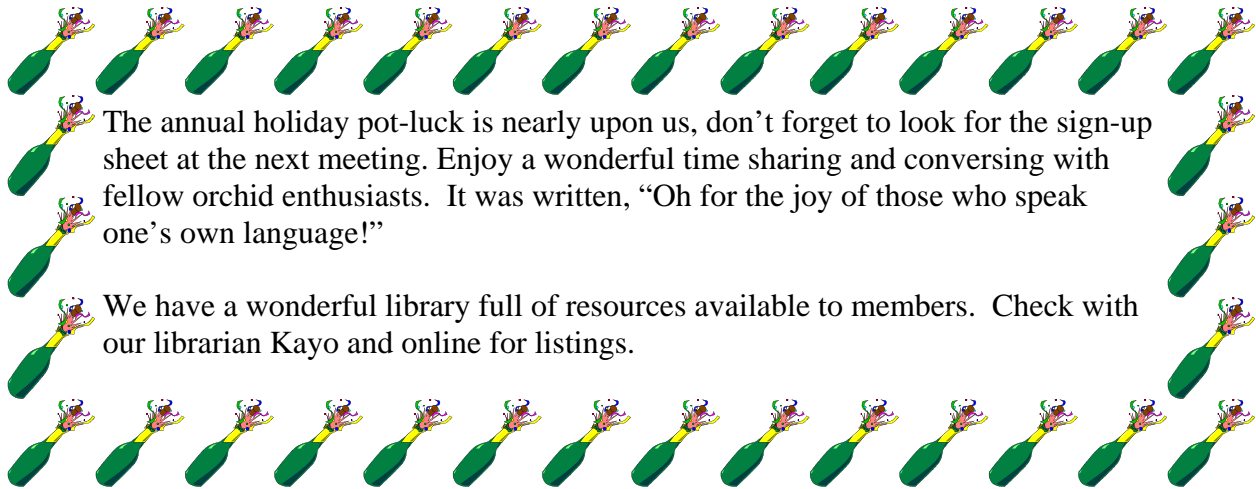 The annual holiday pot-luck is nearly upon us, don’t forget to look for the sign-up
sheet at the next meeting. Enjoy a wonderful time sharing and conversing with
fellow orchid enthusiasts.  It was written, “Oh for the joy of those who speak
one’s own language!”
We have a wonderful library full of resources available to members.  Check with
our librarian Kayo and online for listings.